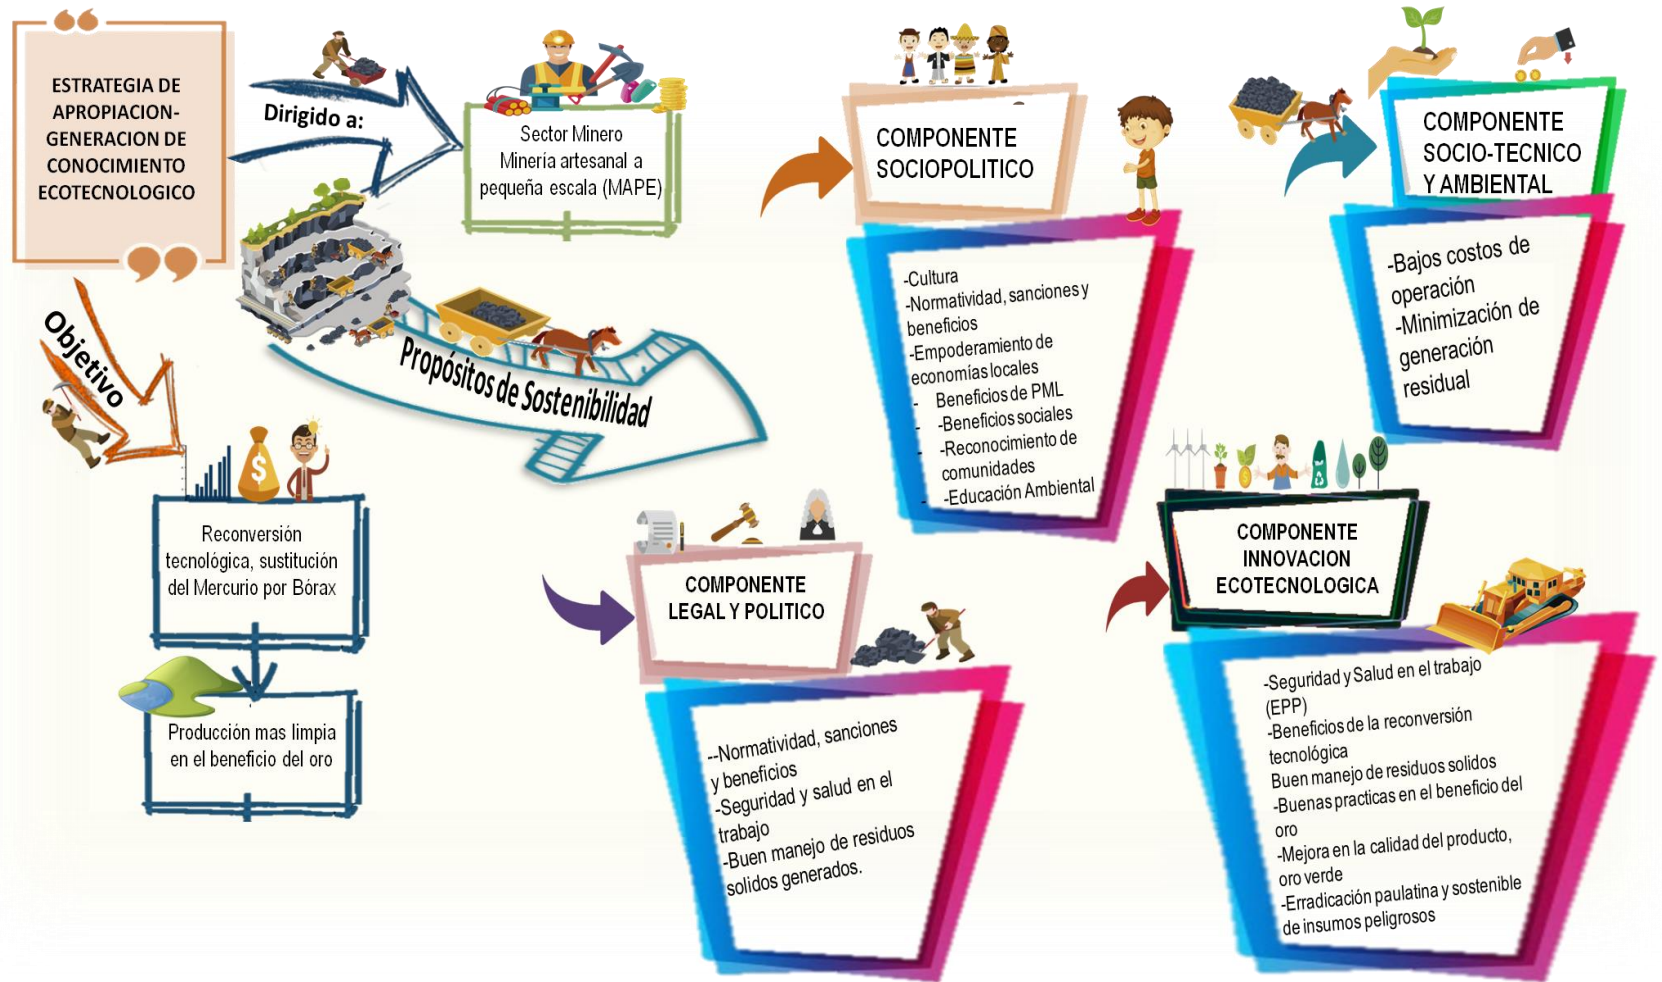 ESTRATEGIA DE
APROPIACION-
GENERACION DE
CONOCIMIENTO
ECOTECNOLOGICO
Dirigido a:
Sector Minero
Minería artesanal a
pequeña escala (MAPE)
Objetivo
Reconversión
tecnológica, sustitución
del Mercurio por Bórax
Producción mas limpia
en el beneficio del oro
Propósitos de Sostenibilidad
COMPONENTE
SOCIOPOLITICO
-Cultura
-Normatividad, sanciones y
beneficios
-Empoderamiento de
economías locales
- Beneficios de PML
- -Beneficios sociales
- -Reconocimiento de
comunidades
- -Educación Ambiental
COMPONENTE
SOCIO-TECNICO
Y AMBIENTAL
-Bajos costos de
operación
-Minimización de
generación
residual
COMPONENTE
LEGAL Y POLITICO
--Normatividad, sanciones
y beneficios
-Seguridad y salud en el
trabajo
-Buen manejo de residuos
solidos generados.
COMPONENTE
INNOVACION
ECOTECNOLOGICA
-Seguridad y Salud en el trabajo
(EPP)
-Beneficios de la reconversión
tecnológica
Buen manejo de residuos solidos
-Buenas practicas en el beneficio del
oro
-Mejora en la calidad del producto,
oro verde
-Erradicación paulatina y sostenible
de insumos peligrosos